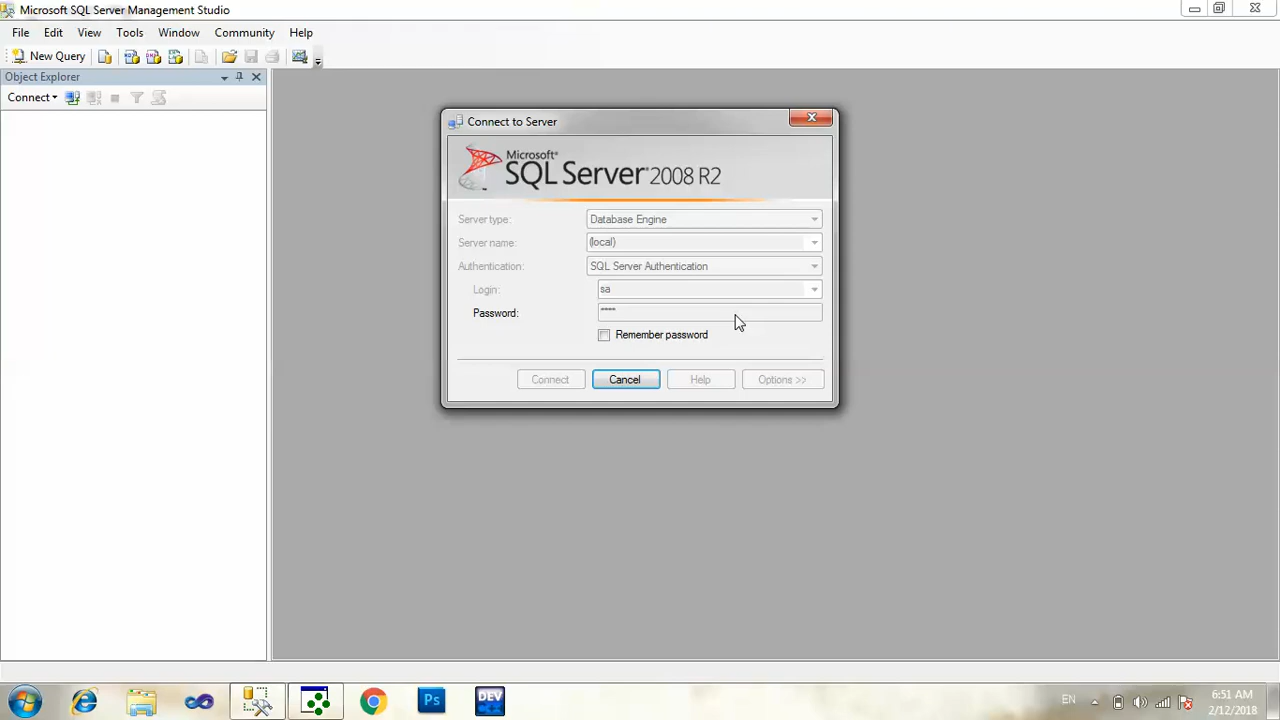 Microsoft SQL Server Management Studio
File Edit View Tools Window Community Help
New Query
Object Explorer
Connect
Connect to Server
Microsoft®
SQL Server® 2008 R2
Server type: Database Engine
Server name: (local)
Authentication: SQL Server Authentication
Login: sa
Password: ****
Remember password
Connect Cancel Help Options >>
Ps
DEV
EN
6:51 AM
2/12/2018